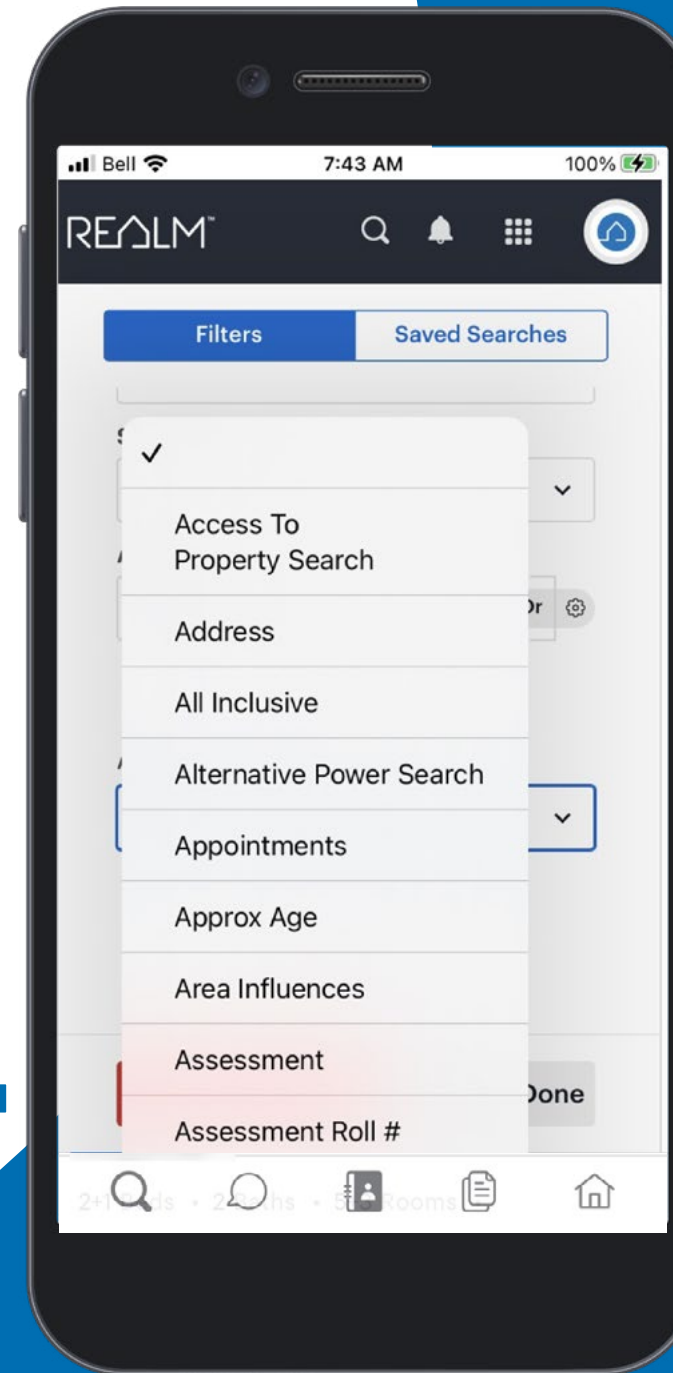 Bell
7:43 AM
100%
REALM™
Filters
Saved Searches
✓
Access To
Property Search
Address
All Inclusive
Alternative Power Search
Appointments
Approx Age
Area Influences
Assessment
Done
Assessment Roll #